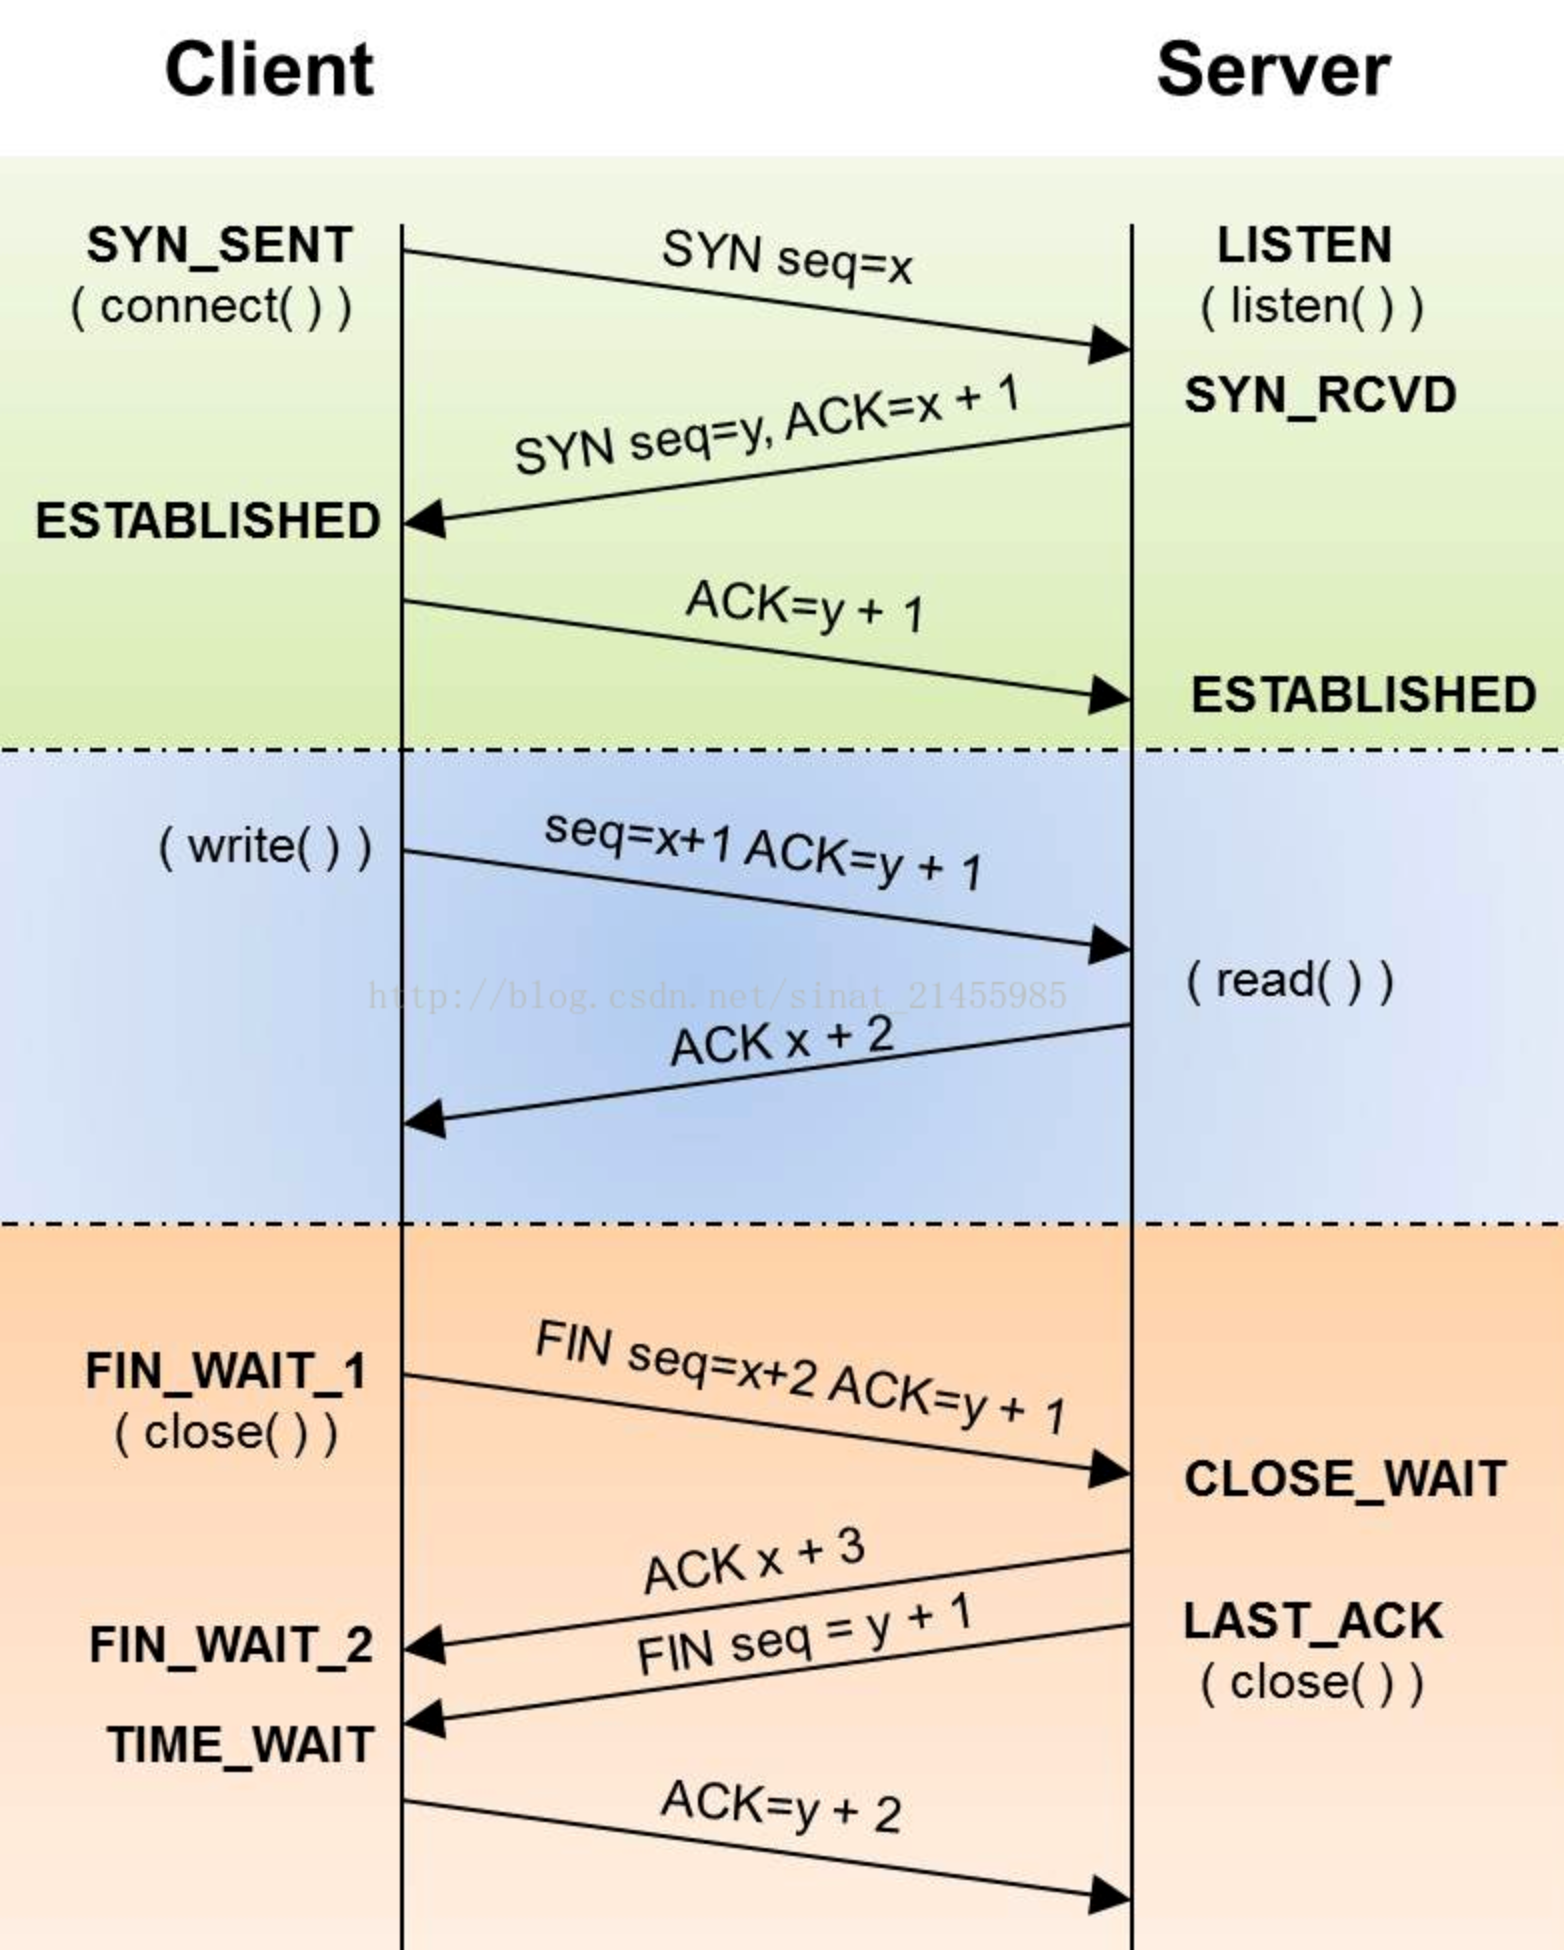 Client
Server
SYN_SENT
( connect( ) )
SYN seq=x
LISTEN
( listen( ) )
SYN_RCVD
SYN seq=y, ACK=x + 1
ESTABLISHED
ACK=y + 1
ESTABLISHED
( write( ) )
seq=x+1 ACK=y + 1
( read( ) )
http://blog.csdn.net/sinat_21455985
ACK x + 2
FIN_WAIT_1
( close( ) )
FIN seq=x+2 ACK=y + 1
CLOSE_WAIT
ACK x + 3
FIN_WAIT_2
FIN seq = y + 1
LAST_ACK
( close( ) )
TIME_WAIT
ACK=y + 2